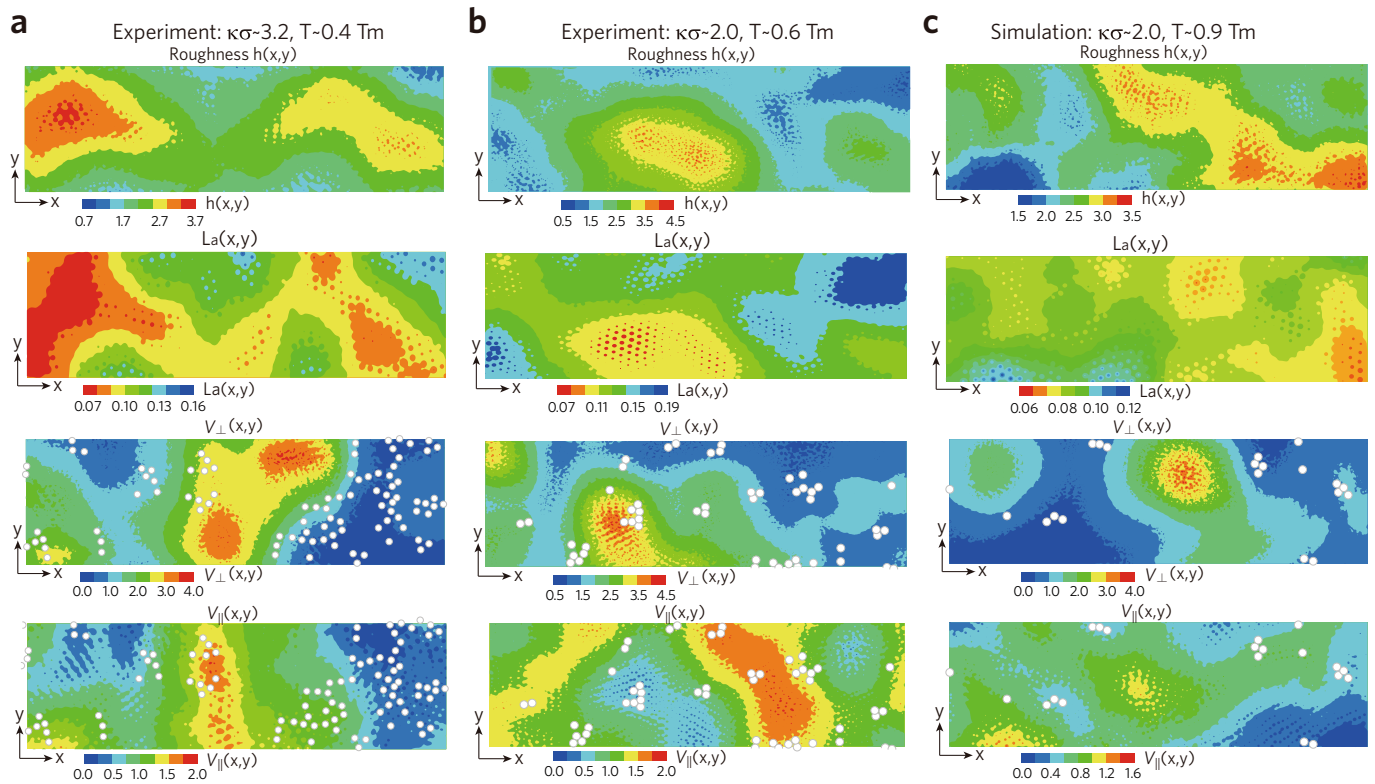 a
Experiment: κσ~3.2, T~0.4 Tm
Roughness h(x,y)
y
x
h(x,y)
0.7 1.7 2.7 3.7
La(x,y)
y
x
La(x,y)
0.07 0.10 0.13 0.16
V⊥(x,y)
y
x
V⊥(x,y)
0.0 1.0 2.0 3.0 4.0
V||(x,y)
y
x
V||(x,y)
0.0 0.5 1.0 1.5 2.0
b
Experiment: κσ~2.0, T~0.6 Tm
Roughness h(x,y)
y
x
h(x,y)
0.5 1.5 2.5 3.5 4.5
La(x,y)
y
x
La(x,y)
0.07 0.11 0.15 0.19
V⊥(x,y)
y
x
V⊥(x,y)
0.5 1.5 2.5 3.5 4.5
V||(x,y)
y
x
V||(x,y)
0.0 0.5 1.0 1.5 2.0
c
Simulation: κσ~2.0, T~0.9 Tm
Roughness h(x,y)
y
x
h(x,y)
1.5 2.0 2.5 3.0 3.5
La(x,y)
y
x
La(x,y)
0.06 0.08 0.10 0.12
V⊥(x,y)
y
x
V⊥(x,y)
0.0 1.0 2.0 3.0 4.0
V||(x,y)
y
x
V||(x,y)
0.0 0.4 0.8 1.2 1.6